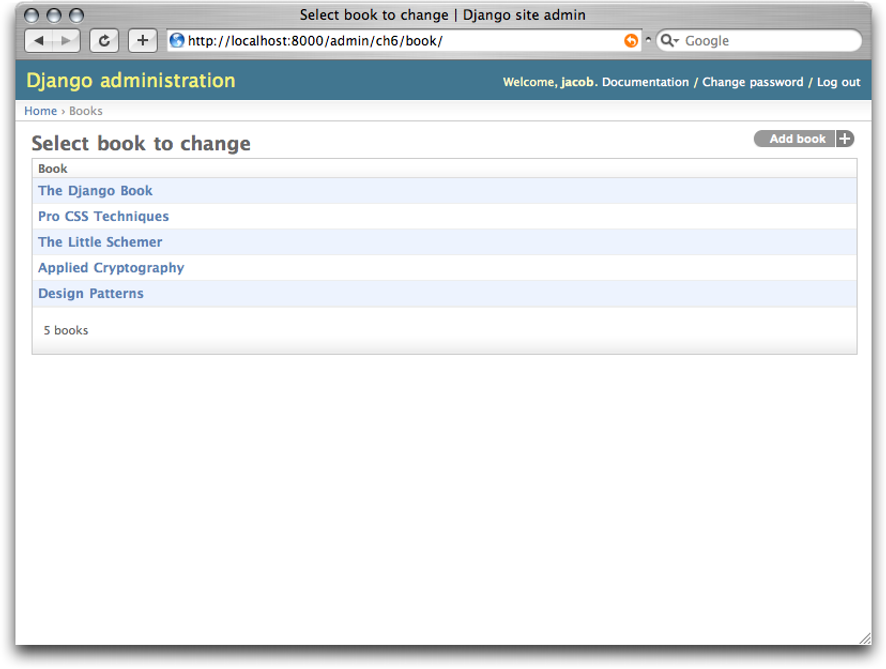 Select book to change | Django site admin
http://localhost:8000/admin/ch6/book/ Google
Django administration
Welcome, jacob. Documentation / Change password / Log out
Home › Books
Select book to change
Add book +
Book
The Django Book
Pro CSS Techniques
The Little Schemer
Applied Cryptography
Design Patterns
5 books